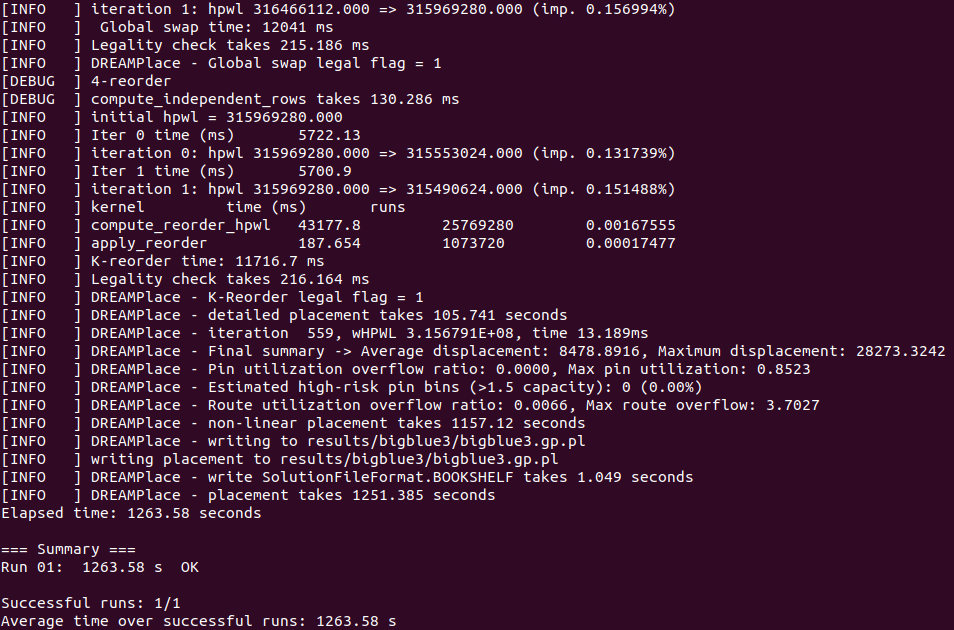 [INFO   ] iteration 1: hpwl 316466112.000 => 315969280.000 (imp. 0.156994%)
[INFO   ]  Global swap time: 12041 ms
[INFO   ] Legality check takes 215.186 ms
[INFO   ] DREAMPlace - Global swap legal flag = 1
[DEBUG  ] 4-reorder
[DEBUG  ] compute_independent_rows takes 130.286 ms
[INFO   ] initial hpwl = 315969280.000
[INFO   ] Iter 0 time (ms)       5722.13
[INFO   ] iteration 0: hpwl 315969280.000 => 315553024.000 (imp. 0.131739%)
[INFO   ] Iter 1 time (ms)       5700.9
[INFO   ] iteration 1: hpwl 315969280.000 => 315490624.000 (imp. 0.151488%)
[INFO   ] kernel         time (ms)       runs
[INFO   ] compute_reorder_hpwl   43177.8         25769280        0.00167555
[INFO   ] apply_reorder          187.654         1073720         0.00017477
[INFO   ] K-reorder time: 11716.7 ms
[INFO   ] Legality check takes 216.164 ms
[INFO   ] DREAMPlace - K-Reorder legal flag = 1
[INFO   ] DREAMPlace - detailed placement takes 105.741 seconds
[INFO   ] DREAMPlace - iteration  559, wHPWL 3.156791E+08, time 13.189ms
[INFO   ] DREAMPlace - Final summary -> Average displacement: 8478.8916, Maximum displacement: 28273.3242
[INFO   ] DREAMPlace - Pin utilization overflow ratio: 0.0000, Max pin utilization: 0.8523
[INFO   ] DREAMPlace - Estimated high-risk pin bins (>1.5 capacity): 0 (0.00%)
[INFO   ] DREAMPlace - Route utilization overflow ratio: 0.0066, Max route overflow: 3.7027
[INFO   ] DREAMPlace - non-linear placement takes 1157.12 seconds
[INFO   ] DREAMPlace - writing to results/bigblue3/bigblue3.gp.pl
[INFO   ] writing placement to results/bigblue3/bigblue3.gp.pl
[INFO   ] DREAMPlace - write SolutionFileFormat.BOOKSHELF takes 1.049 seconds
[INFO   ] DREAMPlace - placement takes 1251.385 seconds
Elapsed time: 1263.58 seconds

=== Summary ===
Run 01:  1263.58 s  OK

Successful runs: 1/1
Average time over successful runs: 1263.58 s